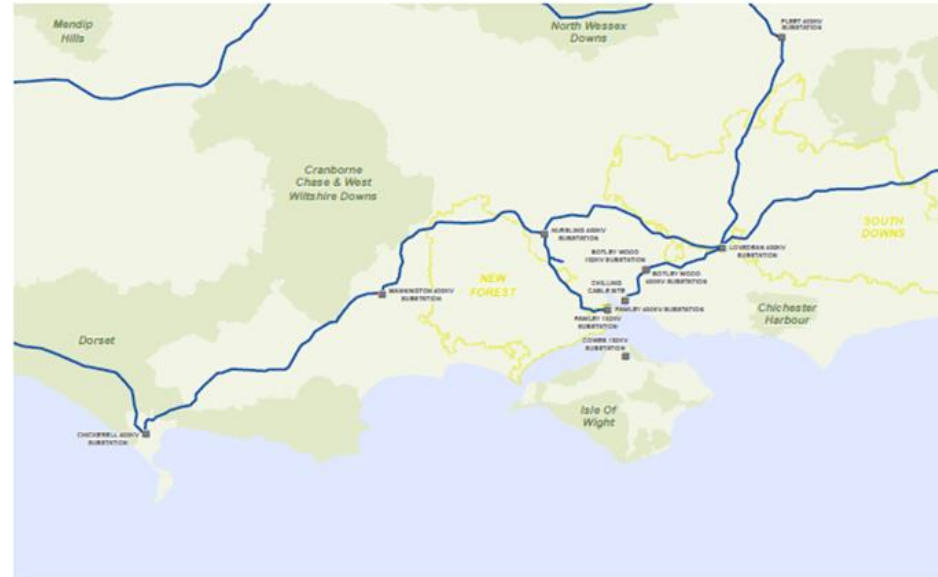 Mendip
Hills
North Wessex
Downs
FLEET 400KV
SUBSTATION
Cranborne
Chase & West
Wiltshire Downs
SOUTH
DOWNS
NURSLING 400KV
SUBSTATION
BOTLEY WOOD
SUBSTATION
LOVEDEAN 400KV
SUBSTATION
NEW
FOREST
BOTLEY WOOD
400KV SUBSTATION
CHILLING
CABLE SITE
MANNINGTON 400KV
SUBSTATION
FAWLEY 400KV SUBSTATION
FAWLEY 132KV
SUBSTATION
Chichester
Harbour
Dorset
COWES 132KV
SUBSTATION
Isle Of
Wight
CHICKERELL 400KV
SUBSTATION